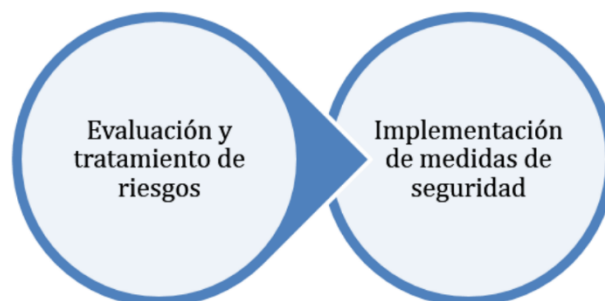 Evaluación y
tratamiento de
riesgos
Implementación
de medidas de
seguridad